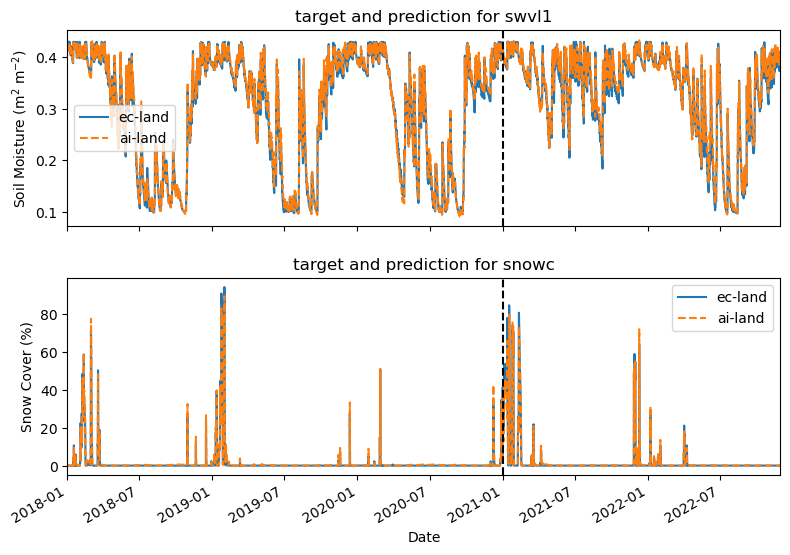 target and prediction for swvl1
Soil Moisture (m² m⁻²)
0.4
0.3
0.2
0.1
ec-land
ai-land
target and prediction for snowc
Snow Cover (%)
80
60
40
20
0
ec-land
ai-land
2018-01
2018-07
2019-01
2019-07
2020-01
2020-07
2021-01
2021-07
2022-01
2022-07
Date